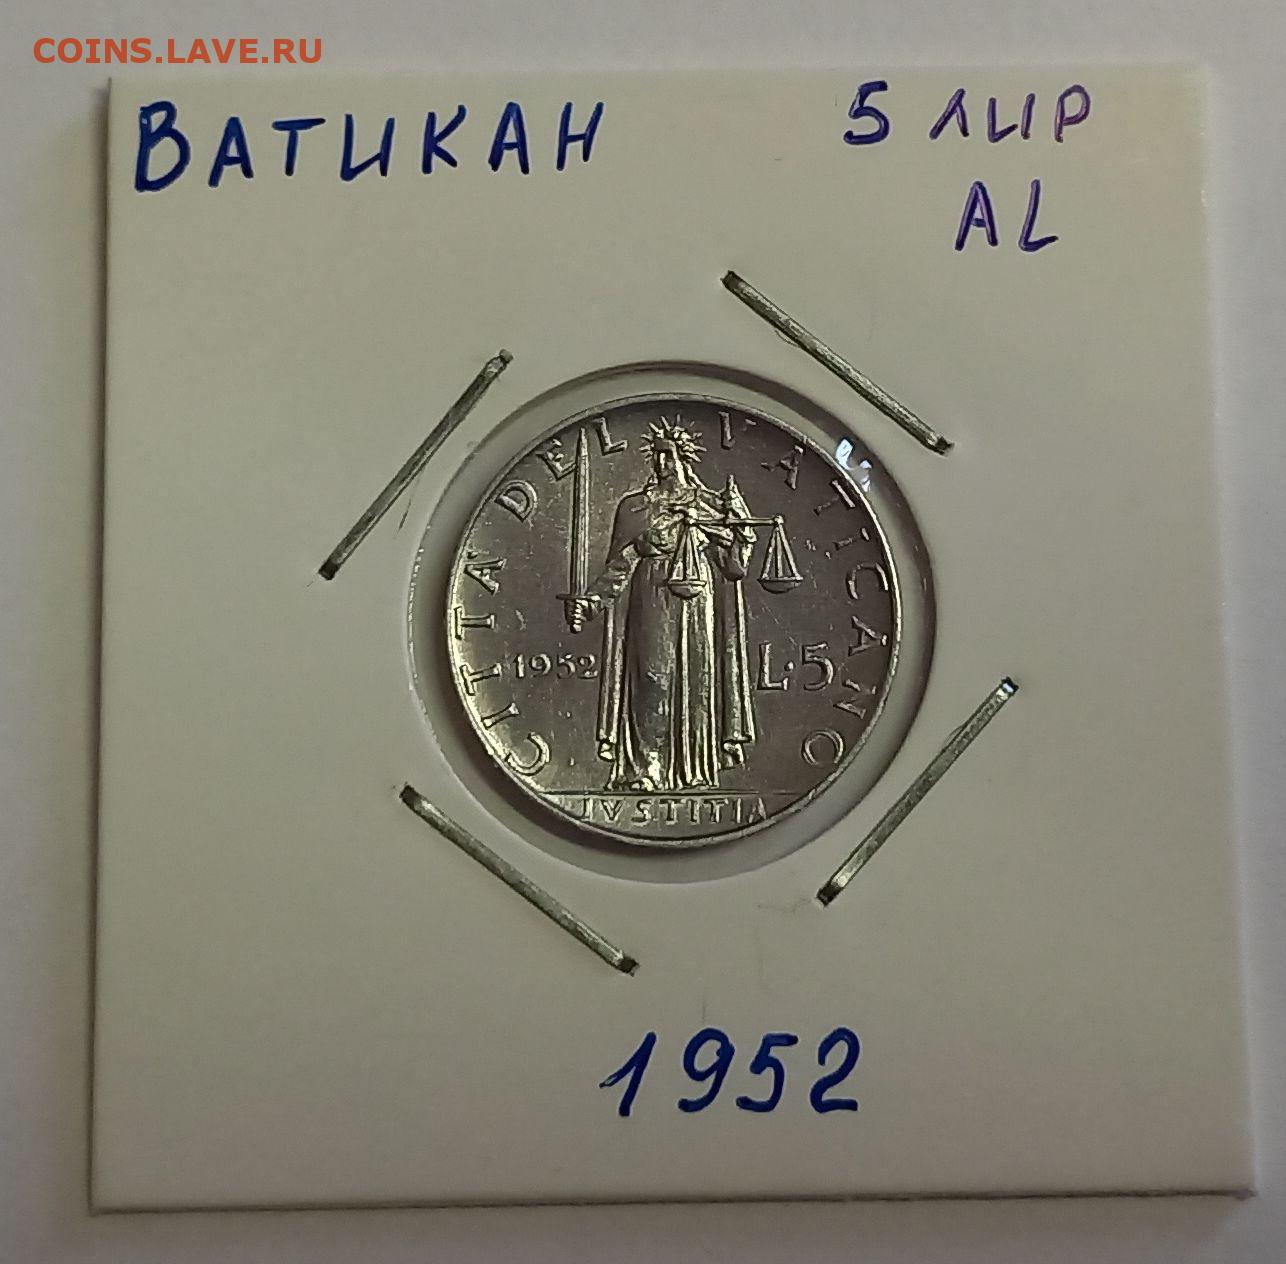 COINS.LAVE.RU
ВАТИКАН
5 ЛИР
AL
CITTA DEL VATICANO
1952
L·5
IVSTITIA
1952